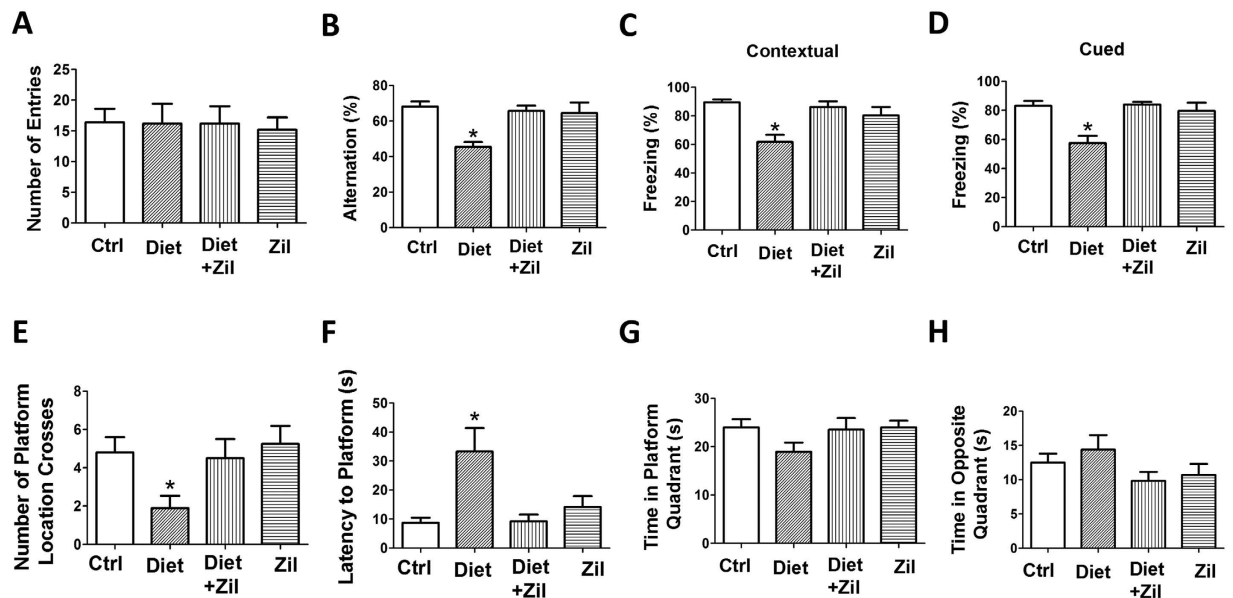 A
Number of Entries
25
20
15
10
5
0
Ctrl
Diet
Diet
+Zil
Zil
B
Alternation (%)
80
60
40
20
0
*
Ctrl
Diet
Diet
+Zil
Zil
C
Contextual
Freezing (%)
100
80
60
40
20
0
*
Ctrl
Diet
Diet
+Zil
Zil
D
Cued
Freezing (%)
100
80
60
40
20
0
*
Ctrl
Diet
Diet
+Zil
Zil
E
Number of Platform
Location Crosses
8
6
4
2
0
*
Ctrl
Diet
Diet
+Zil
Zil
F
Latency to Platform (s)
50
40
30
20
10
0
*
Ctrl
Diet
Diet
+Zil
Zil
G
Time in Platform
Quadrant (s)
30
20
10
0
Ctrl
Diet
Diet
+Zil
Zil
H
Time in Opposite
Quadrant (s)
20
15
10
5
0
Ctrl
Diet
Diet
+Zil
Zil